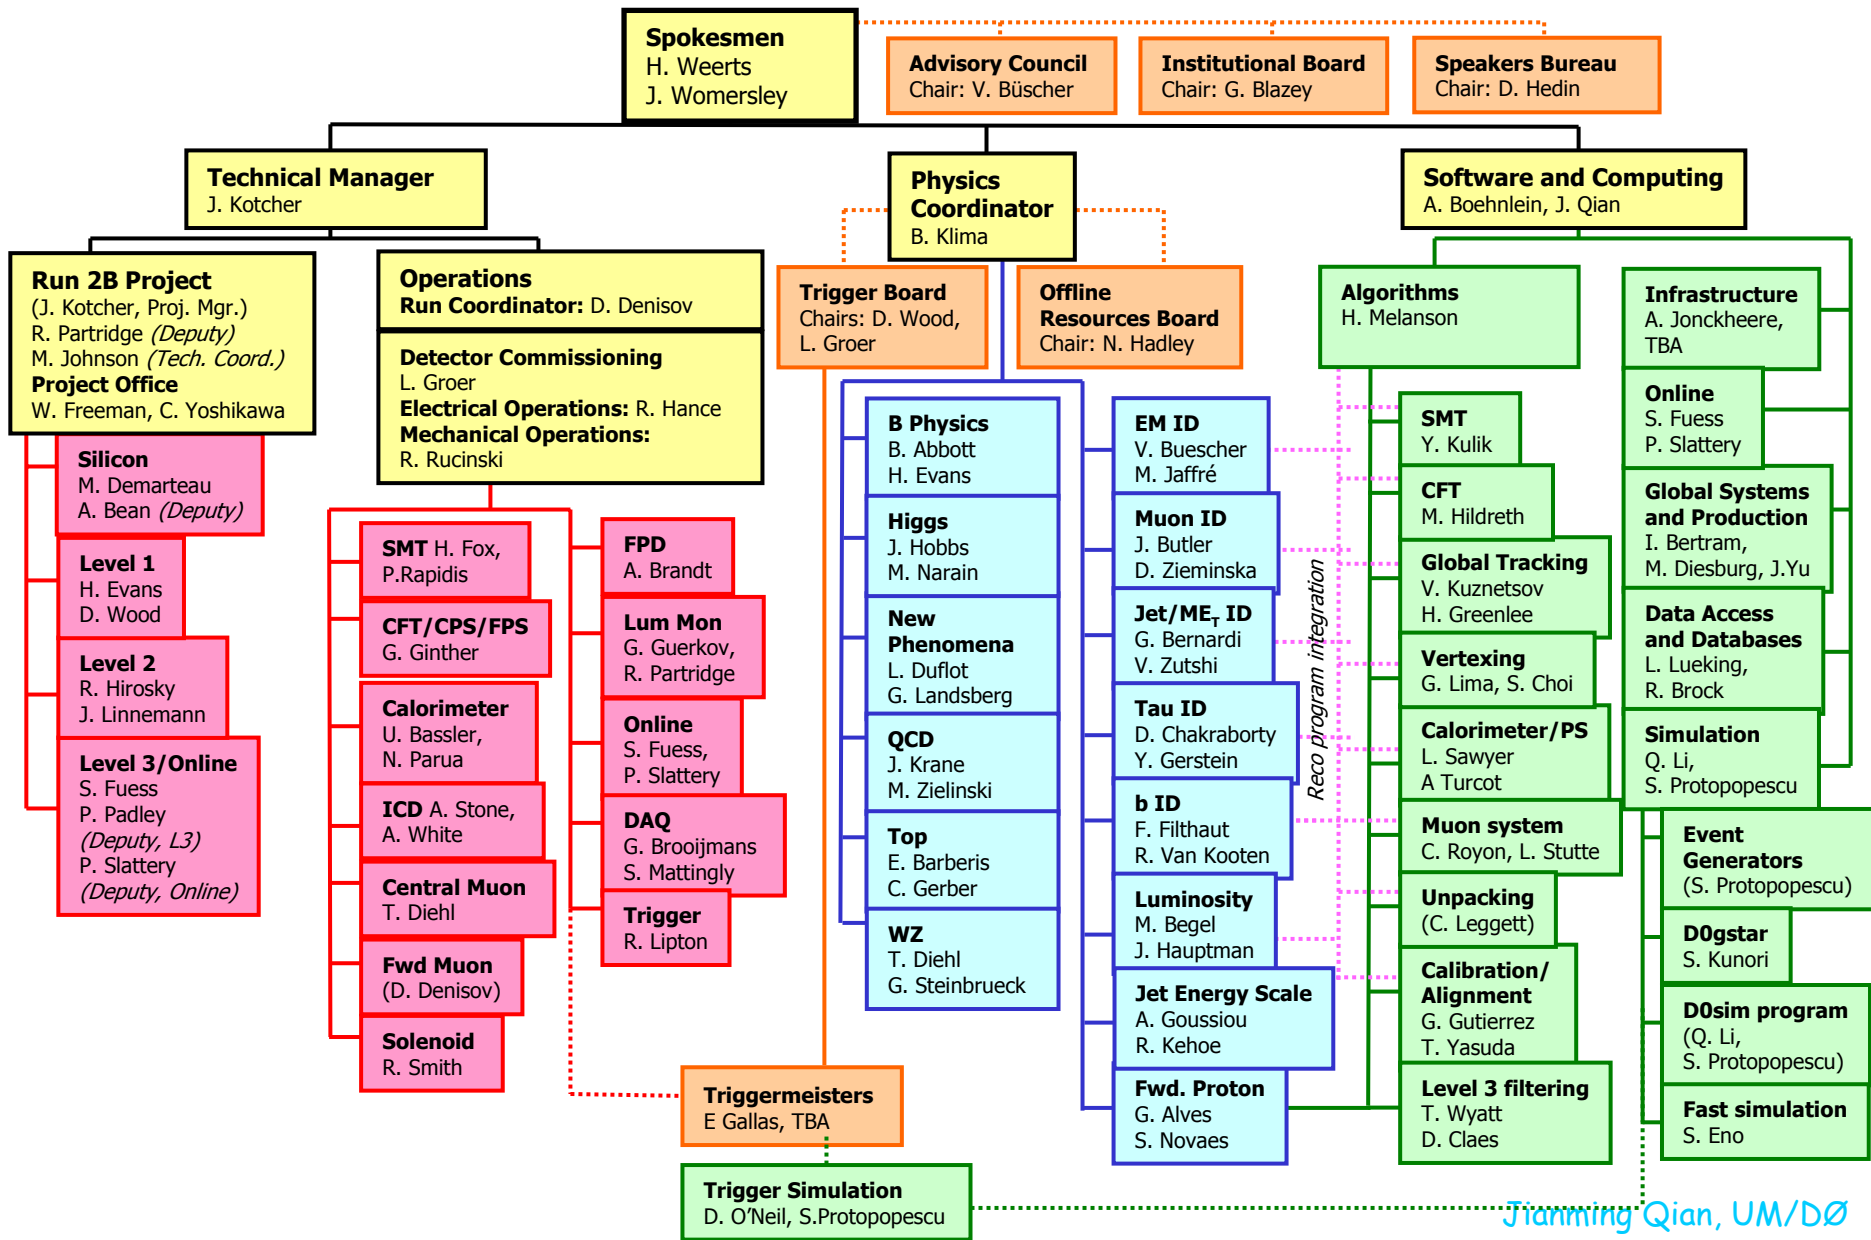 Spokesmen
H. Weerts
J. Womersley
Advisory Council
Chair: V. Büscher
Institutional Board
Chair: G. Blazey
Speakers Bureau
Chair: D. Hedin
Technical Manager
J. Kotcher
Physics
Coordinator
B. Klima
Software and Computing
A. Boehnlein, J. Qian
Run 2B Project
(J. Kotcher, Proj. Mgr.)
R. Partridge (Deputy)
M. Johnson (Tech. Coord.)
Project Office
W. Freeman, C. Yoshikawa
Operations
Run Coordinator: D. Denisov
Detector Commissioning
L. Groer
Electrical Operations: R. Hance
Mechanical Operations:
R. Rucinski
Trigger Board
Chairs: D. Wood,
L. Groer
Offline
Resources Board
Chair: N. Hadley
Algorithms
H. Melanson
Infrastructure
A. Jonckheere,
TBA
Silicon
M. Demarteau
A. Bean (Deputy)
Level 1
H. Evans
D. Wood
Level 2
R. Hirosky
J. Linnemann
Level 3/Online
S. Fuess
P. Padley
(Deputy, L3)
P. Slattery
(Deputy, Online)
SMT H. Fox,
P.Rapidis
CFT/CPS/FPS
G. Ginther
Calorimeter
U. Bassler,
N. Parua
ICD A. Stone,
A. White
Central Muon
T. Diehl
Fwd Muon
(D. Denisov)
Solenoid
R. Smith
FPD
A. Brandt
Lum Mon
G. Guerkov,
R. Partridge
Online
S. Fuess,
P. Slattery
DAQ
G. Brooijmans
S. Mattingly
Trigger
R. Lipton
B Physics
B. Abbott
H. Evans
Higgs
J. Hobbs
M. Narain
New
Phenomena
L. Duflot
G. Landsberg
QCD
J. Krane
M. Zielinski
Top
E. Barberis
C. Gerber
WZ
T. Diehl
G. Steinbrueck
EM ID
V. Buescher
M. Jaffré
Muon ID
J. Butler
D. Zieminska
Jet/MET ID
G. Bernardi
V. Zutshi
Tau ID
D. Chakraborty
Y. Gerstein
b ID
F. Filthaut
R. Van Kooten
Luminosity
M. Begel
J. Hauptman
Jet Energy Scale
A. Goussiou
R. Kehoe
Fwd. Proton
G. Alves
S. Novaes
Reco program integration
SMT
Y. Kulik
CFT
M. Hildreth
Global Tracking
V. Kuznetsov
H. Greenlee
Vertexing
G. Lima, S. Choi
Calorimeter/PS
L. Sawyer
A Turcot
Muon system
C. Royon, L. Stutte
Unpacking
(C. Leggett)
Calibration/
Alignment
G. Gutierrez
T. Yasuda
Level 3 filtering
T. Wyatt
D. Claes
Online
S. Fuess
P. Slattery
Global Systems
and Production
I. Bertram,
M. Diesburg, J.Yu
Data Access
and Databases
L. Lueking,
R. Brock
Simulation
Q. Li,
S. Protopopescu
Event
Generators
(S. Protopopescu)
D0gstar
S. Kunori
D0sim program
(Q. Li,
S. Protopopescu)
Fast simulation
S. Eno
Triggermeisters
E Gallas, TBA
Trigger Simulation
D. O'Neil, S.Protopopescu
Jianming Qian, UM/DØ